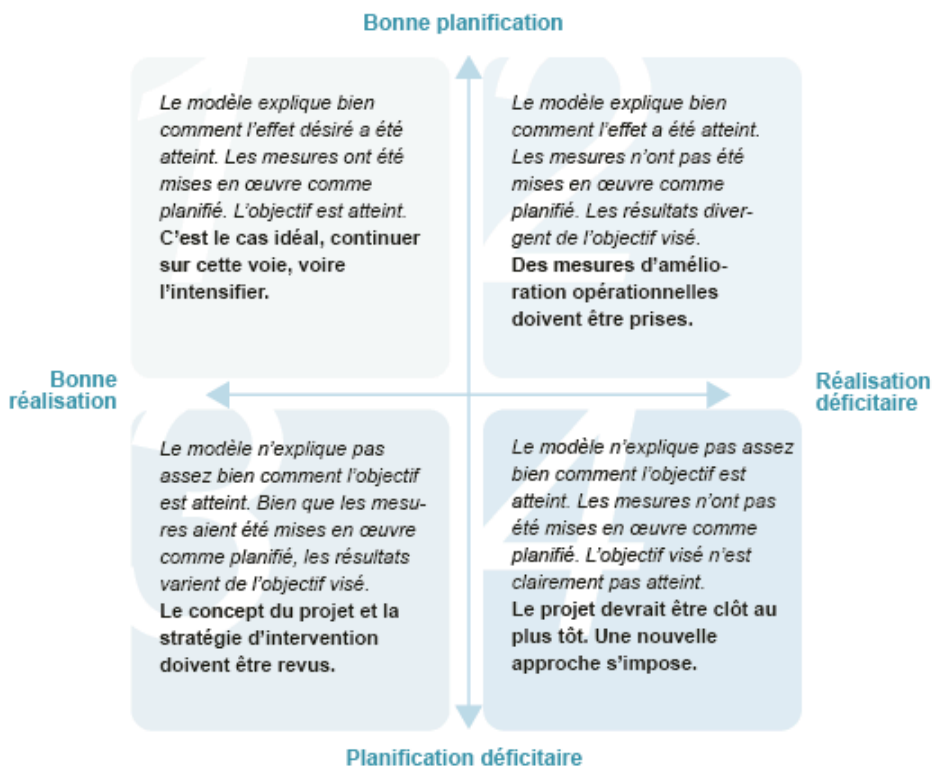 Bonne planification
1
Le modèle explique bien
comment l'effet désiré a été
atteint. Les mesures ont été
mises en œuvre comme
planifié. L'objectif est atteint.
C'est le cas idéal, continuer
sur cette voie, voire
l'intensifier.
2
Le modèle explique bien
comment l'effet a été atteint.
Les mesures n'ont pas été
mises en œuvre comme
planifié. Les résultats diver-
gent de l'objectif visé.
Des mesures d'amélio-
ration opérationnelles
doivent être prises.
Bonne
réalisation
Réalisation
déficitaire
3
Le modèle n'explique pas
assez bien comment l'objectif
est atteint. Bien que les mesu-
res aient été mises en œuvre
comme planifié, les résultats
varient de l'objectif visé.
Le concept du projet et la
stratégie d'intervention
doivent être revus.
4
Le modèle n'explique pas assez
bien comment l'objectif est
atteint. Les mesures n'ont pas
été mises en œuvre comme
planifié. L'objectif visé n'est
clairement pas atteint.
Le projet devrait être clôt au
plus tôt. Une nouvelle
approche s'impose.
Planification déficitaire